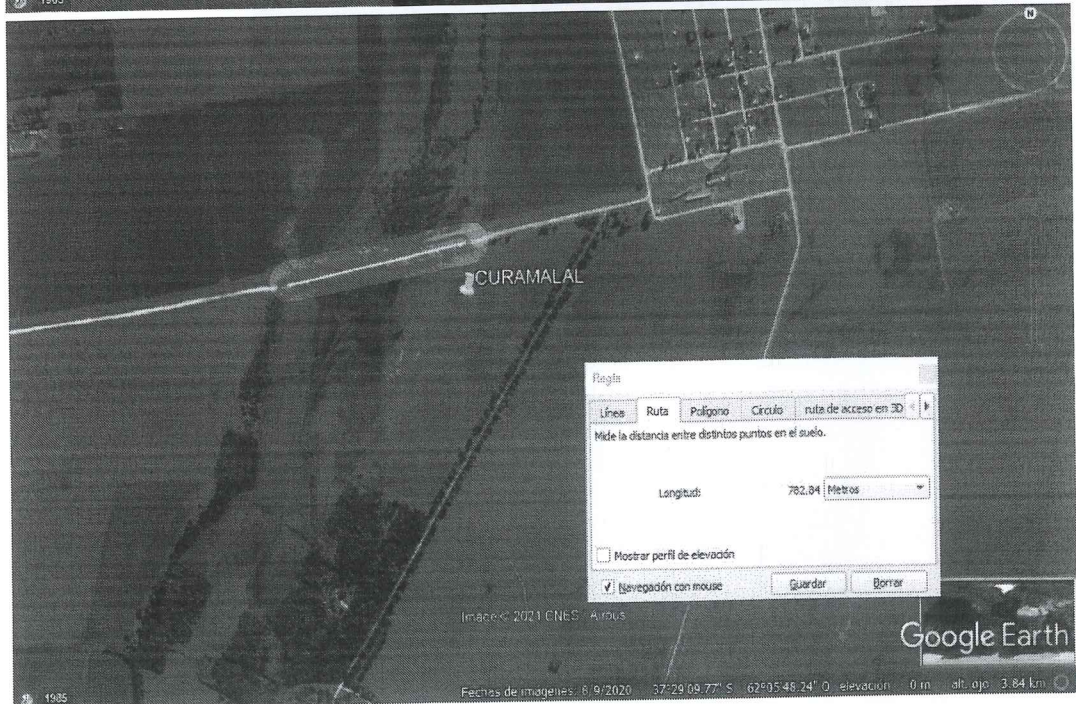 1985
N
CURAMALAL
Regla
Línea Ruta Polígono Círculo ruta de acceso en 3D
Mide la distancia entre distintos puntos en el suelo.
Longitud: 782.84 Metros
Mostrar perfil de elevación
Navegación con mouse Guardar Borrar
Image © 2021 CNES / Airbus
Google Earth
1985
Fechas de imágenes: 8/9/2020 37°29'09.77" S 62°05'48.24" O elevación 0 m alt. ojo 3.84 km